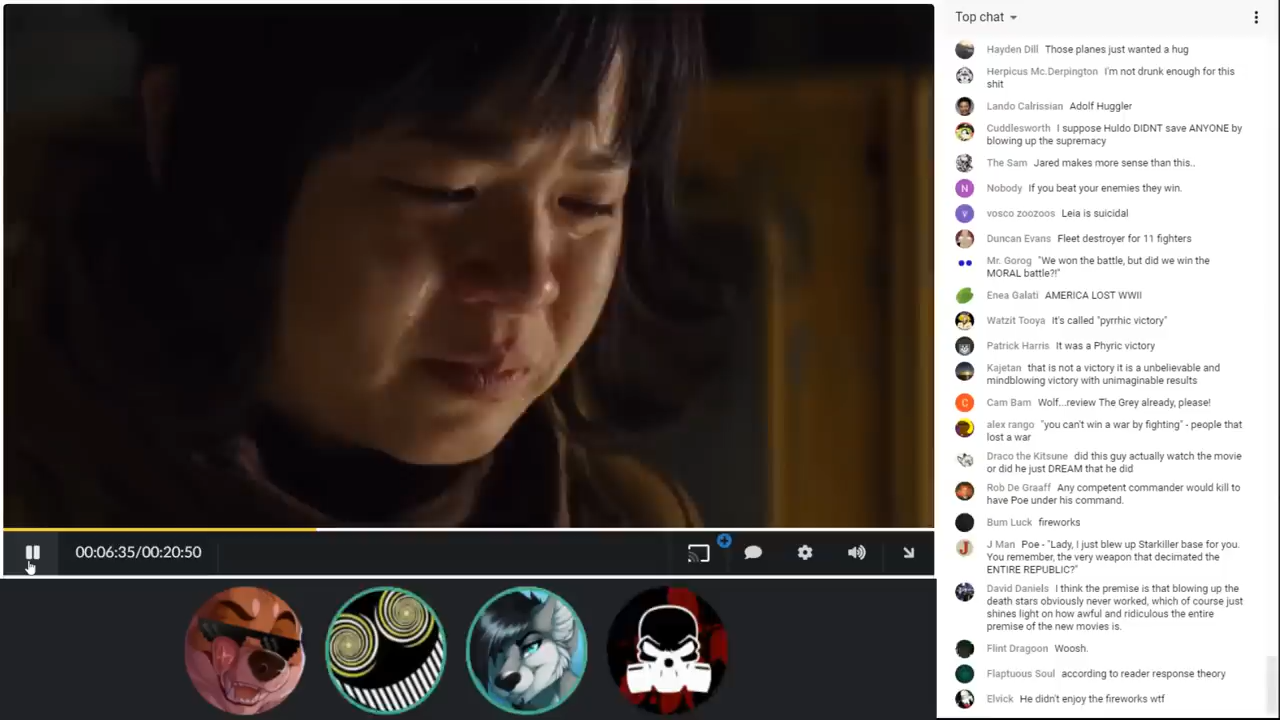 Top chat
Hayden Dill Those planes just wanted a hug
Herpicus Mc.Derpington I'm not drunk enough for this
shit
Lando Calrissian Adolf Huggler
Cuddlesworth I suppose Huldo DIDNT save ANYONE by
blowing up the supremacy
The Sam Jared makes more sense than this..
N Nobody If you beat your enemies they win.
v vosco zoozoos Leia is suicidal
Duncan Evans Fleet destroyer for 11 fighters
Mr. Gorog "We won the battle, but did we win the
MORAL battle?!"
Enea Galati AMERICA LOST WWII
Watzit Tooya It's called "pyrrhic victory"
Patrick Harris It was a Phyric victory
Kajetan that is not a victory it is a unbelievable and
mindblowing victory with unimaginable results
C Cam Bam Wolf...review The Grey already, please!
alex rango "you can't win a war by fighting" - people that
lost a war
Draco the Kitsune did this guy actually watch the movie
or did he just DREAM that he did
Rob De Graaff Any competent commander would kill to
have Poe under his command.
Bum Luck fireworks
J J Man Poe - "Lady, I just blew up Starkiller base for you.
You remember, the very weapon that decimated the
ENTIRE REPUBLIC?"
David Daniels I think the premise is that blowing up the
death stars obviously never worked, which of course just
shines light on how awful and ridiculous the entire
premise of the new movies is.
Flint Dragoon Woosh.
Flaptuous Soul according to reader response theory
Elvick He didn't enjoy the fireworks wtf
00:06:35/00:20:50